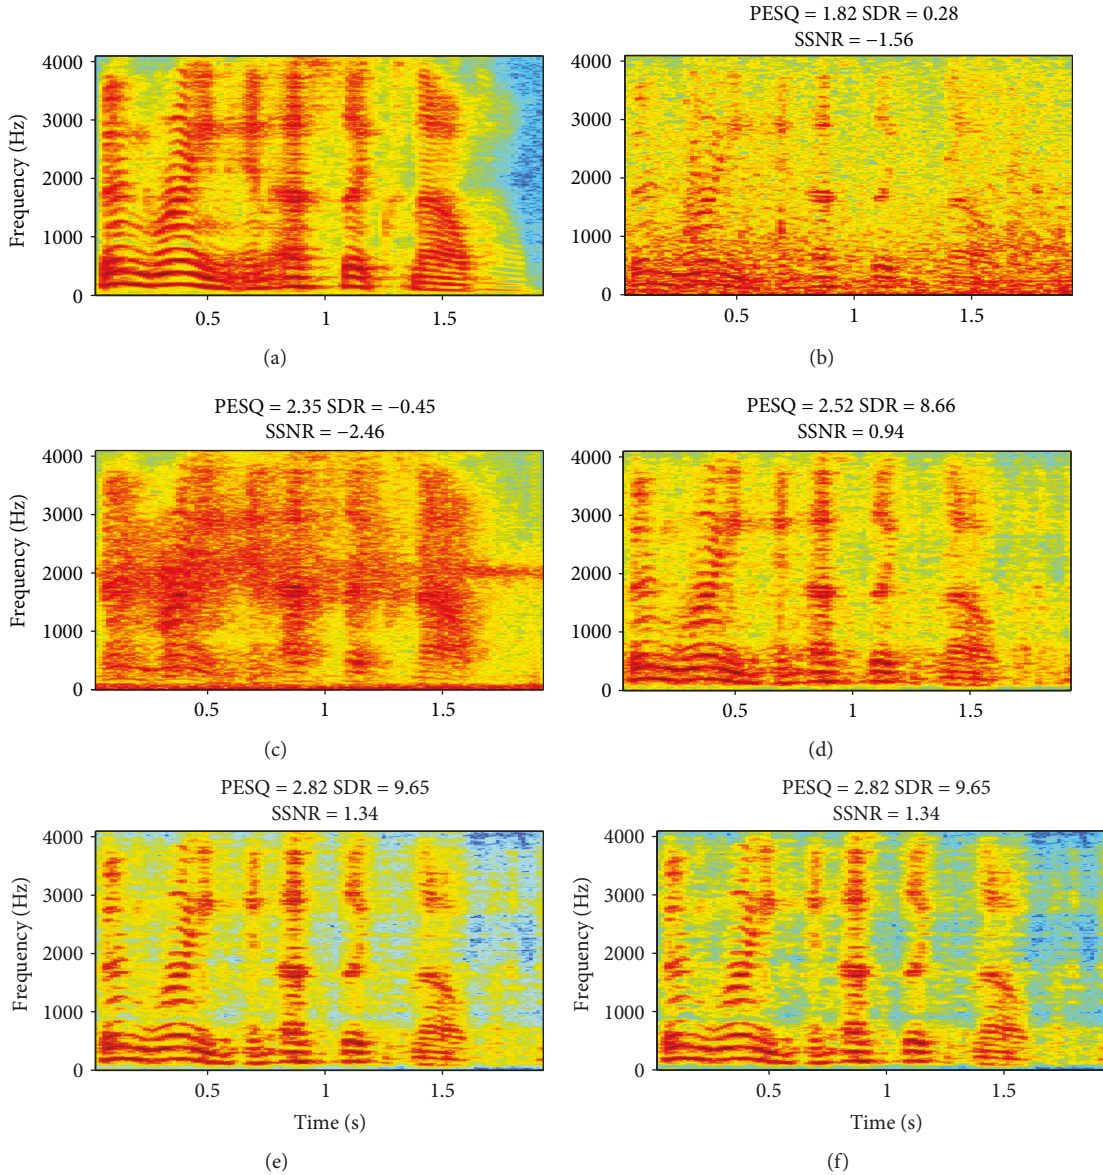 4000
3000
2000
1000
0
Frequency (Hz)
0.5 1 1.5
(a)
PESQ = 1.82 SDR = 0.28
SSNR = −1.56
4000
3000
2000
1000
0
0.5 1 1.5
(b)
PESQ = 2.35 SDR = −0.45
SSNR = −2.46
4000
3000
2000
1000
0
Frequency (Hz)
0.5 1 1.5
(c)
PESQ = 2.52 SDR = 8.66
SSNR = 0.94
4000
3000
2000
1000
0
0.5 1 1.5
(d)
PESQ = 2.82 SDR = 9.65
SSNR = 1.34
4000
3000
2000
1000
0
Frequency (Hz)
0.5 1 1.5
Time (s)
(e)
PESQ = 2.82 SDR = 9.65
SSNR = 1.34
4000
3000
2000
1000
0
Frequency (Hz)
0.5 1 1.5
Time (s)
(f)